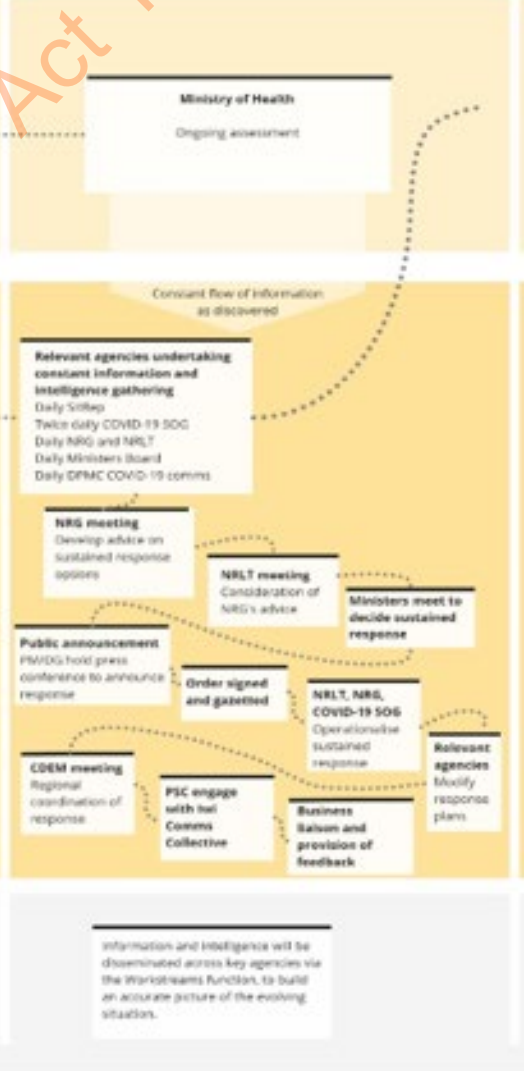 Act
Ministry of Health
Ongoing assessment
Constant flow of information
as discovered
Relevant agencies undertaking
constant information and
intelligence gathering
Daily SitRep
Twice daily COVID-19 SOG
Daily NRG and NRLT
Daily Ministers Board
Daily DPMC COVID-19 comms
NRG meeting
Develop advice on
sustained response
options
NRLT meeting
Consideration of
NRG's advice
Ministers meet to
decide sustained
response
Public announcement
PM/DG hold press
conference to announce
response
Order signed
and gazetted
NRLT, NRG,
COVID-19 SOG
Operationalise
sustained
response
Relevant
agencies
Modify
response
plans
CDEM meeting
Regional
coordination of
response
PSC engage
with Iwi
Comms
Collective
Business
liaison and
provision of
feedback
Information and intelligence will be
disseminated across key agencies via
the Workstreams function, to build
an accurate picture of the evolving
situation.